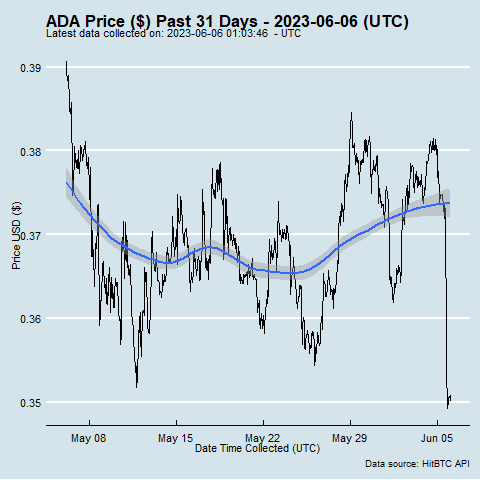 ADA Price ($) Past 31 Days - 2023-06-06 (UTC)
Latest data collected on: 2023-06-06 01:03:46 - UTC
0.39
0.38
0.37
0.36
0.35
Price USD ($)
May 08
May 15
May 22
May 29
Jun 05
Date Time Collected (UTC)
Data source: HitBTC API